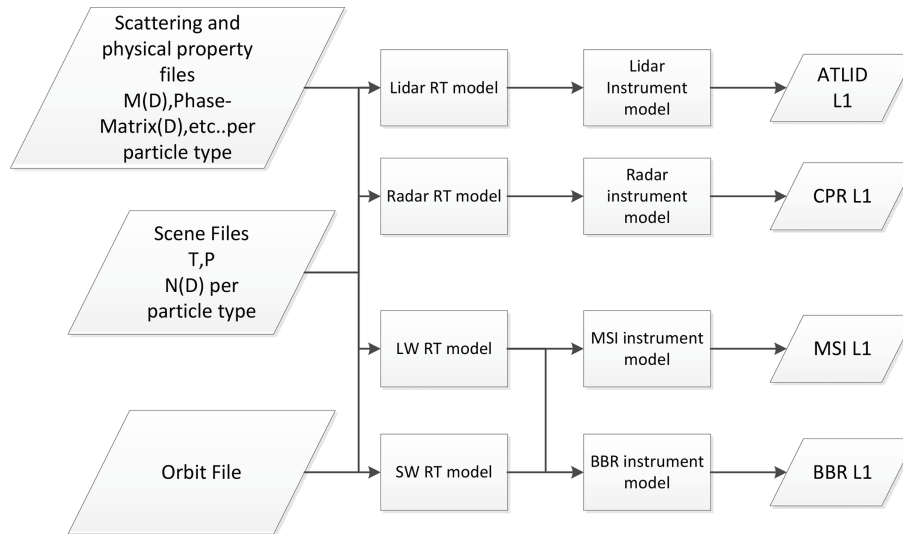 Scattering and
physical property
files
M(D),Phase-
Matrix(D),etc..per
particle type
Lidar RT model
Lidar
Instrument
model
ATLID
L1
Radar RT model
Radar
instrument
model
CPR L1
Scene Files
T,P
N(D) per
particle type
LW RT model
MSI instrument
model
MSI L1
Orbit File
SW RT model
BBR instrument
model
BBR L1